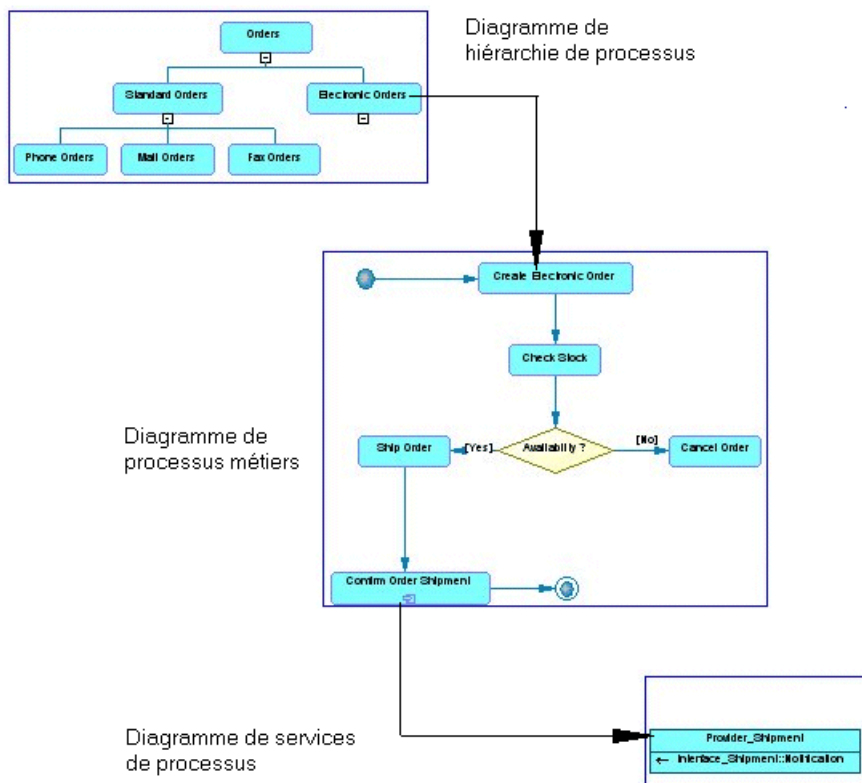 Diagramme de
hiérarchie de processus
Orders
Standard Orders
Electronic Orders
Phone Orders
Mail Orders
Fax Orders
Create Electronic Order
Check Stock
Diagramme de
processus métiers
Ship Order
[Yes]
Availability ?
[No]
Cancel Order
Confirm Order Shipment
Diagramme de services
de processus
Provider_Shipment
Interface_Shipment::Notification